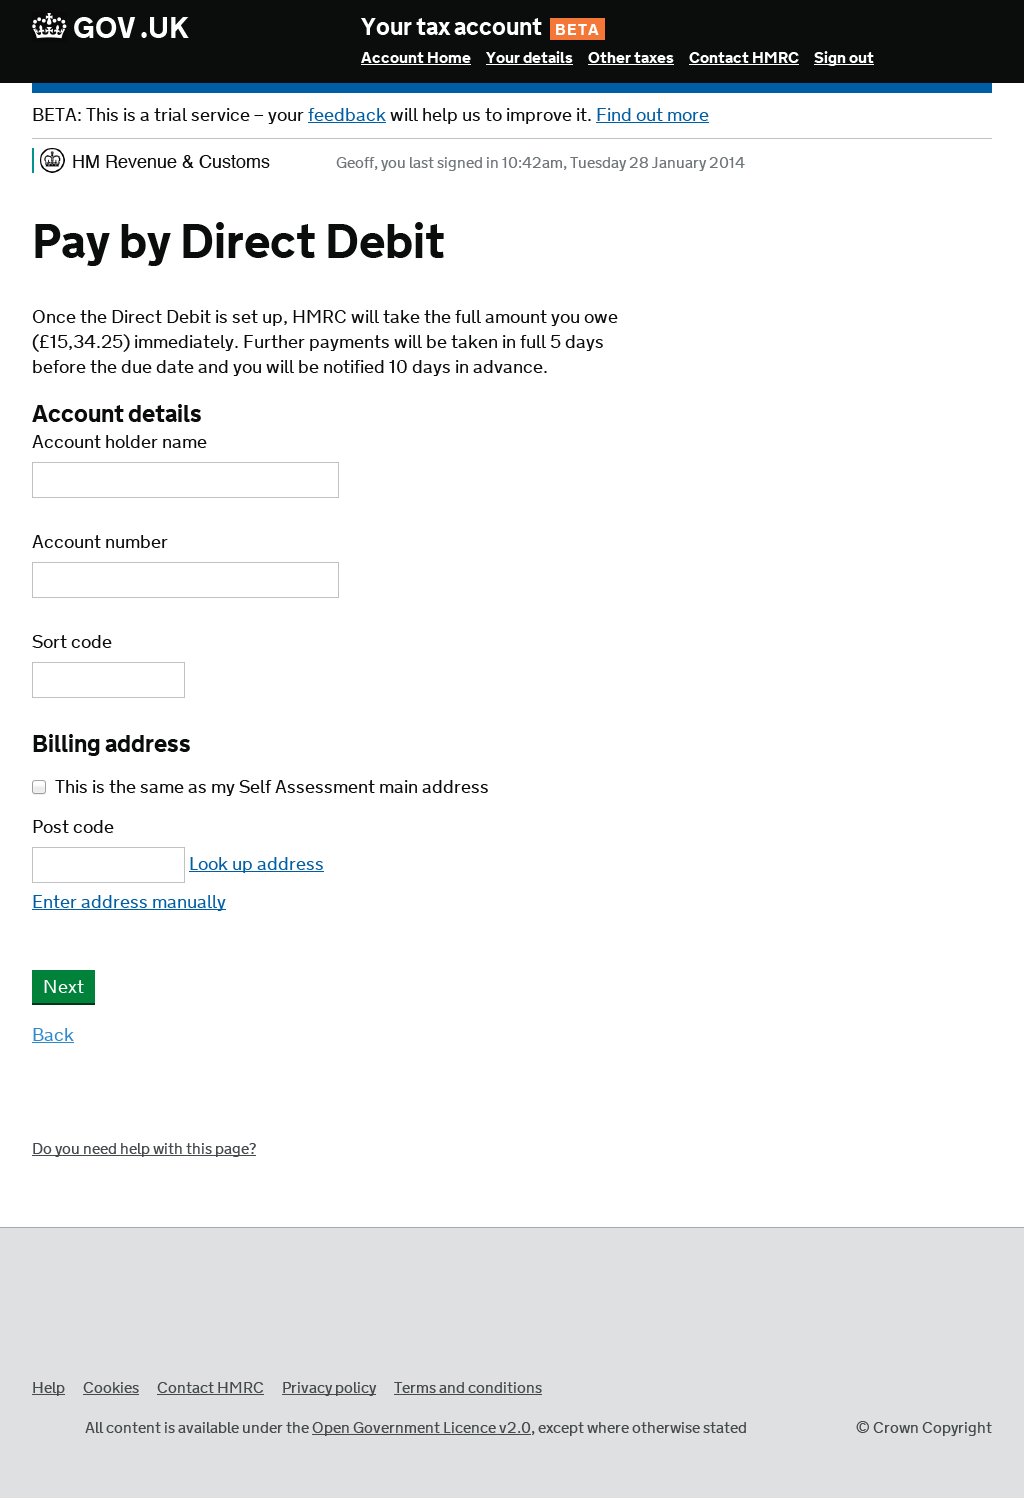 GOV.UK
Your tax account BETA
Account Home Your details Other taxes Contact HMRC Sign out
BETA: This is a trial service – your feedback will help us to improve it. Find out more
HM Revenue & Customs
Geoff, you last signed in 10:42am, Tuesday 28 January 2014
Pay by Direct Debit
Once the Direct Debit is set up, HMRC will take the full amount you owe
(£15,34.25) immediately. Further payments will be taken in full 5 days
before the due date and you will be notified 10 days in advance.
Account details
Account holder name
Account number
Sort code
Billing address
This is the same as my Self Assessment main address
Post code
Look up address
Enter address manually
Next
Back
Do you need help with this page?
Help Cookies Contact HMRC Privacy policy Terms and conditions
All content is available under the Open Government Licence v2.0, except where otherwise stated
© Crown Copyright